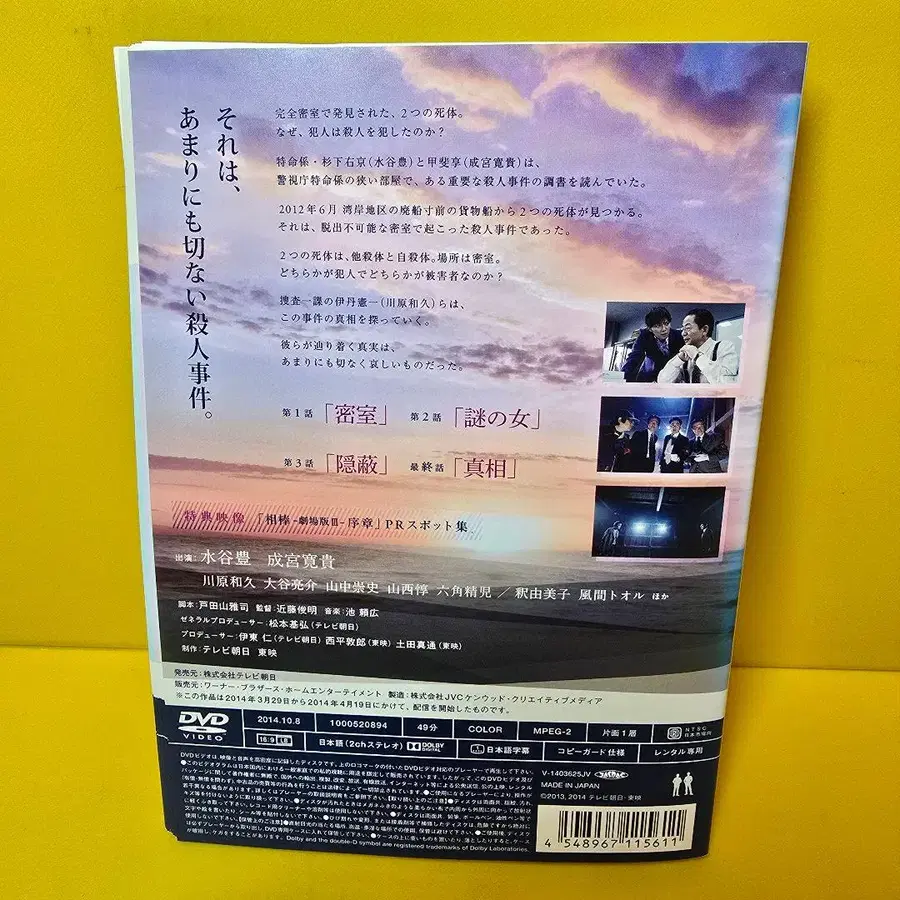 それは、
あまりにも切ない殺人事件。
完全密室で発見された、2つの死体。
なぜ、犯人は殺人を犯したのか?
特命係・杉下右京(水谷豊)と甲斐享(成宮寛貴)は、
警視庁特命係の狭い部屋で、ある重要な殺人事件の調書を読んでいた。
2012年6月 湾岸地区の廃船寸前の貨物船から2つの死体が見つかる。
それは、脱出不可能な密室で起こった殺人事件であった。
2つの死体は、他殺体と自殺体。場所は密室。
どちらかが犯人でどちらかが被害者なのか?
捜査一課の伊丹憲一(川原和久)らは、
この事件の真相を探っていく。
彼らが辿り着く真実は、
あまりにも切なく哀しいものだった。
第1話「密室」 第2話「謎の女」
第3話「隠蔽」 最終話「真相」
特典映像 「相棒-劇場版III-序章」PRスポット集
出演:水谷豊 成宮寛貴
川原和久 大谷亮介 山中崇史 山西惇 六角精児/釈由美子 風間トオル ほか
脚本:戸田山雅司 監督:近藤俊明 音楽:池 頼広
ゼネラルプロデューサー:松本基弘(テレビ朝日)
プロデューサー:伊東 仁(テレビ朝日) 西平敦郎(東映) 土田真通(東映)
制作:テレビ朝日 東映
発売元:株式会社テレビ朝日
販売元:ワーナー・ブラザース・ホームエンターテイメント 製造:株式会社JVCケンウッド・クリエイティブメディア
※この作品は2014年3月29日から2014年4月19日にかけて、配信を開始したものです。
DVD VIDEO 2014.10.8 1000520894 49分 COLOR MPEG-2 片面1層 NTSC 日本市場向
16:9 LB 日本語(2chステレオ) DOLBY DIGITAL 日本語字幕 コピーガード仕様 レンタル専用
V-1403625JV
MADE IN JAPAN
©2013, 2014 テレビ朝日・東映
4 548967 115611
Dolby and the double-D symbol are registered trademarks of Dolby Laboratories.